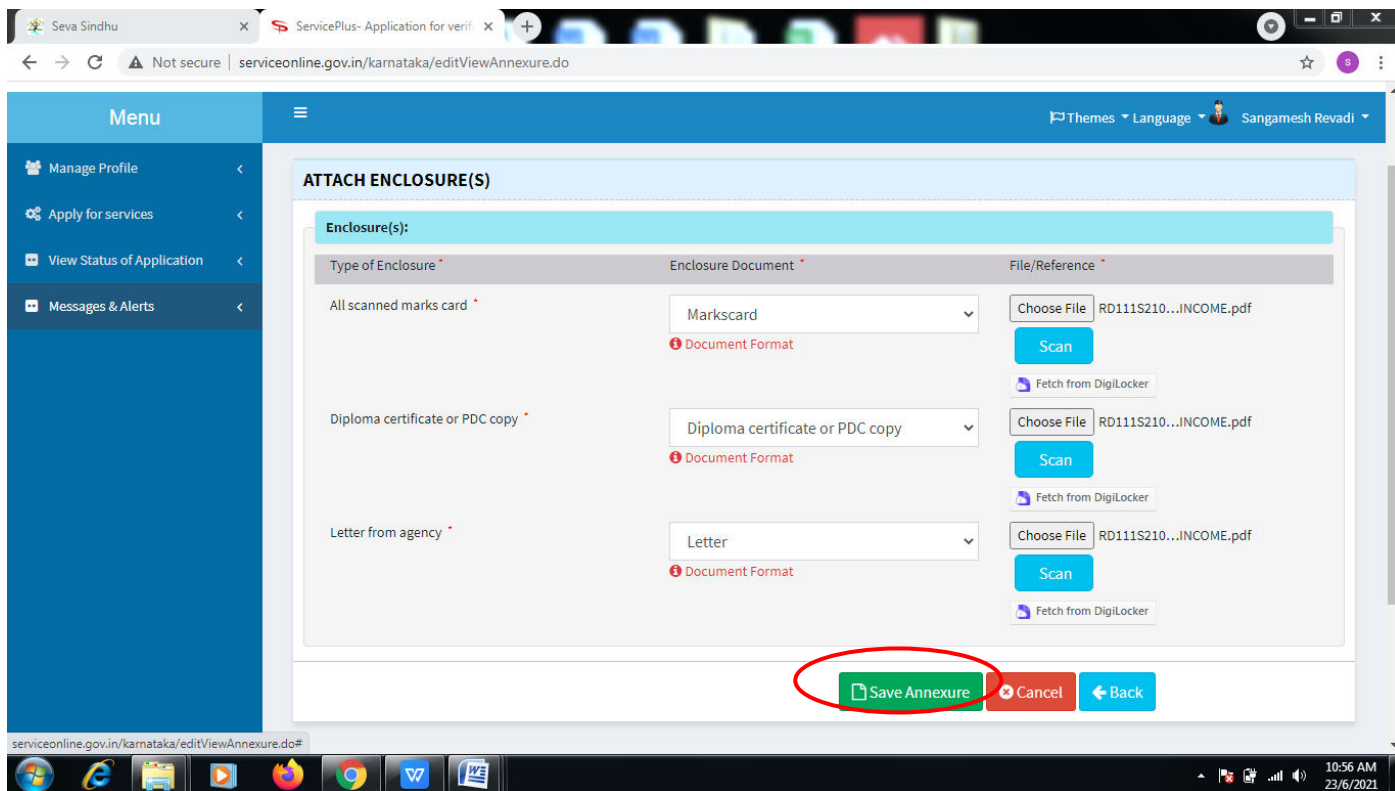 Seva Sindhu
ServicePlus- Application for verifi
Not secure | serviceonline.gov.in/karnataka/editViewAnnexure.do
S
Menu
Themes Language Sangamesh Revadi
Manage Profile
Apply for services
View Status of Application
Messages & Alerts
ATTACH ENCLOSURE(S)
Enclosure(s):
Type of Enclosure * Enclosure Document * File/Reference *
All scanned marks card * Markscard Choose File RD111S210...INCOME.pdf
Document Format Scan
Fetch from DigiLocker
Diploma certificate or PDC copy * Diploma certificate or PDC copy Choose File RD111S210...INCOME.pdf
Document Format Scan
Fetch from DigiLocker
Letter from agency * Letter Choose File RD111S210...INCOME.pdf
Document Format Scan
Fetch from DigiLocker
Save Annexure Cancel Back
serviceonline.gov.in/karnataka/editViewAnnexure.do#
10:56 AM
23/6/2021